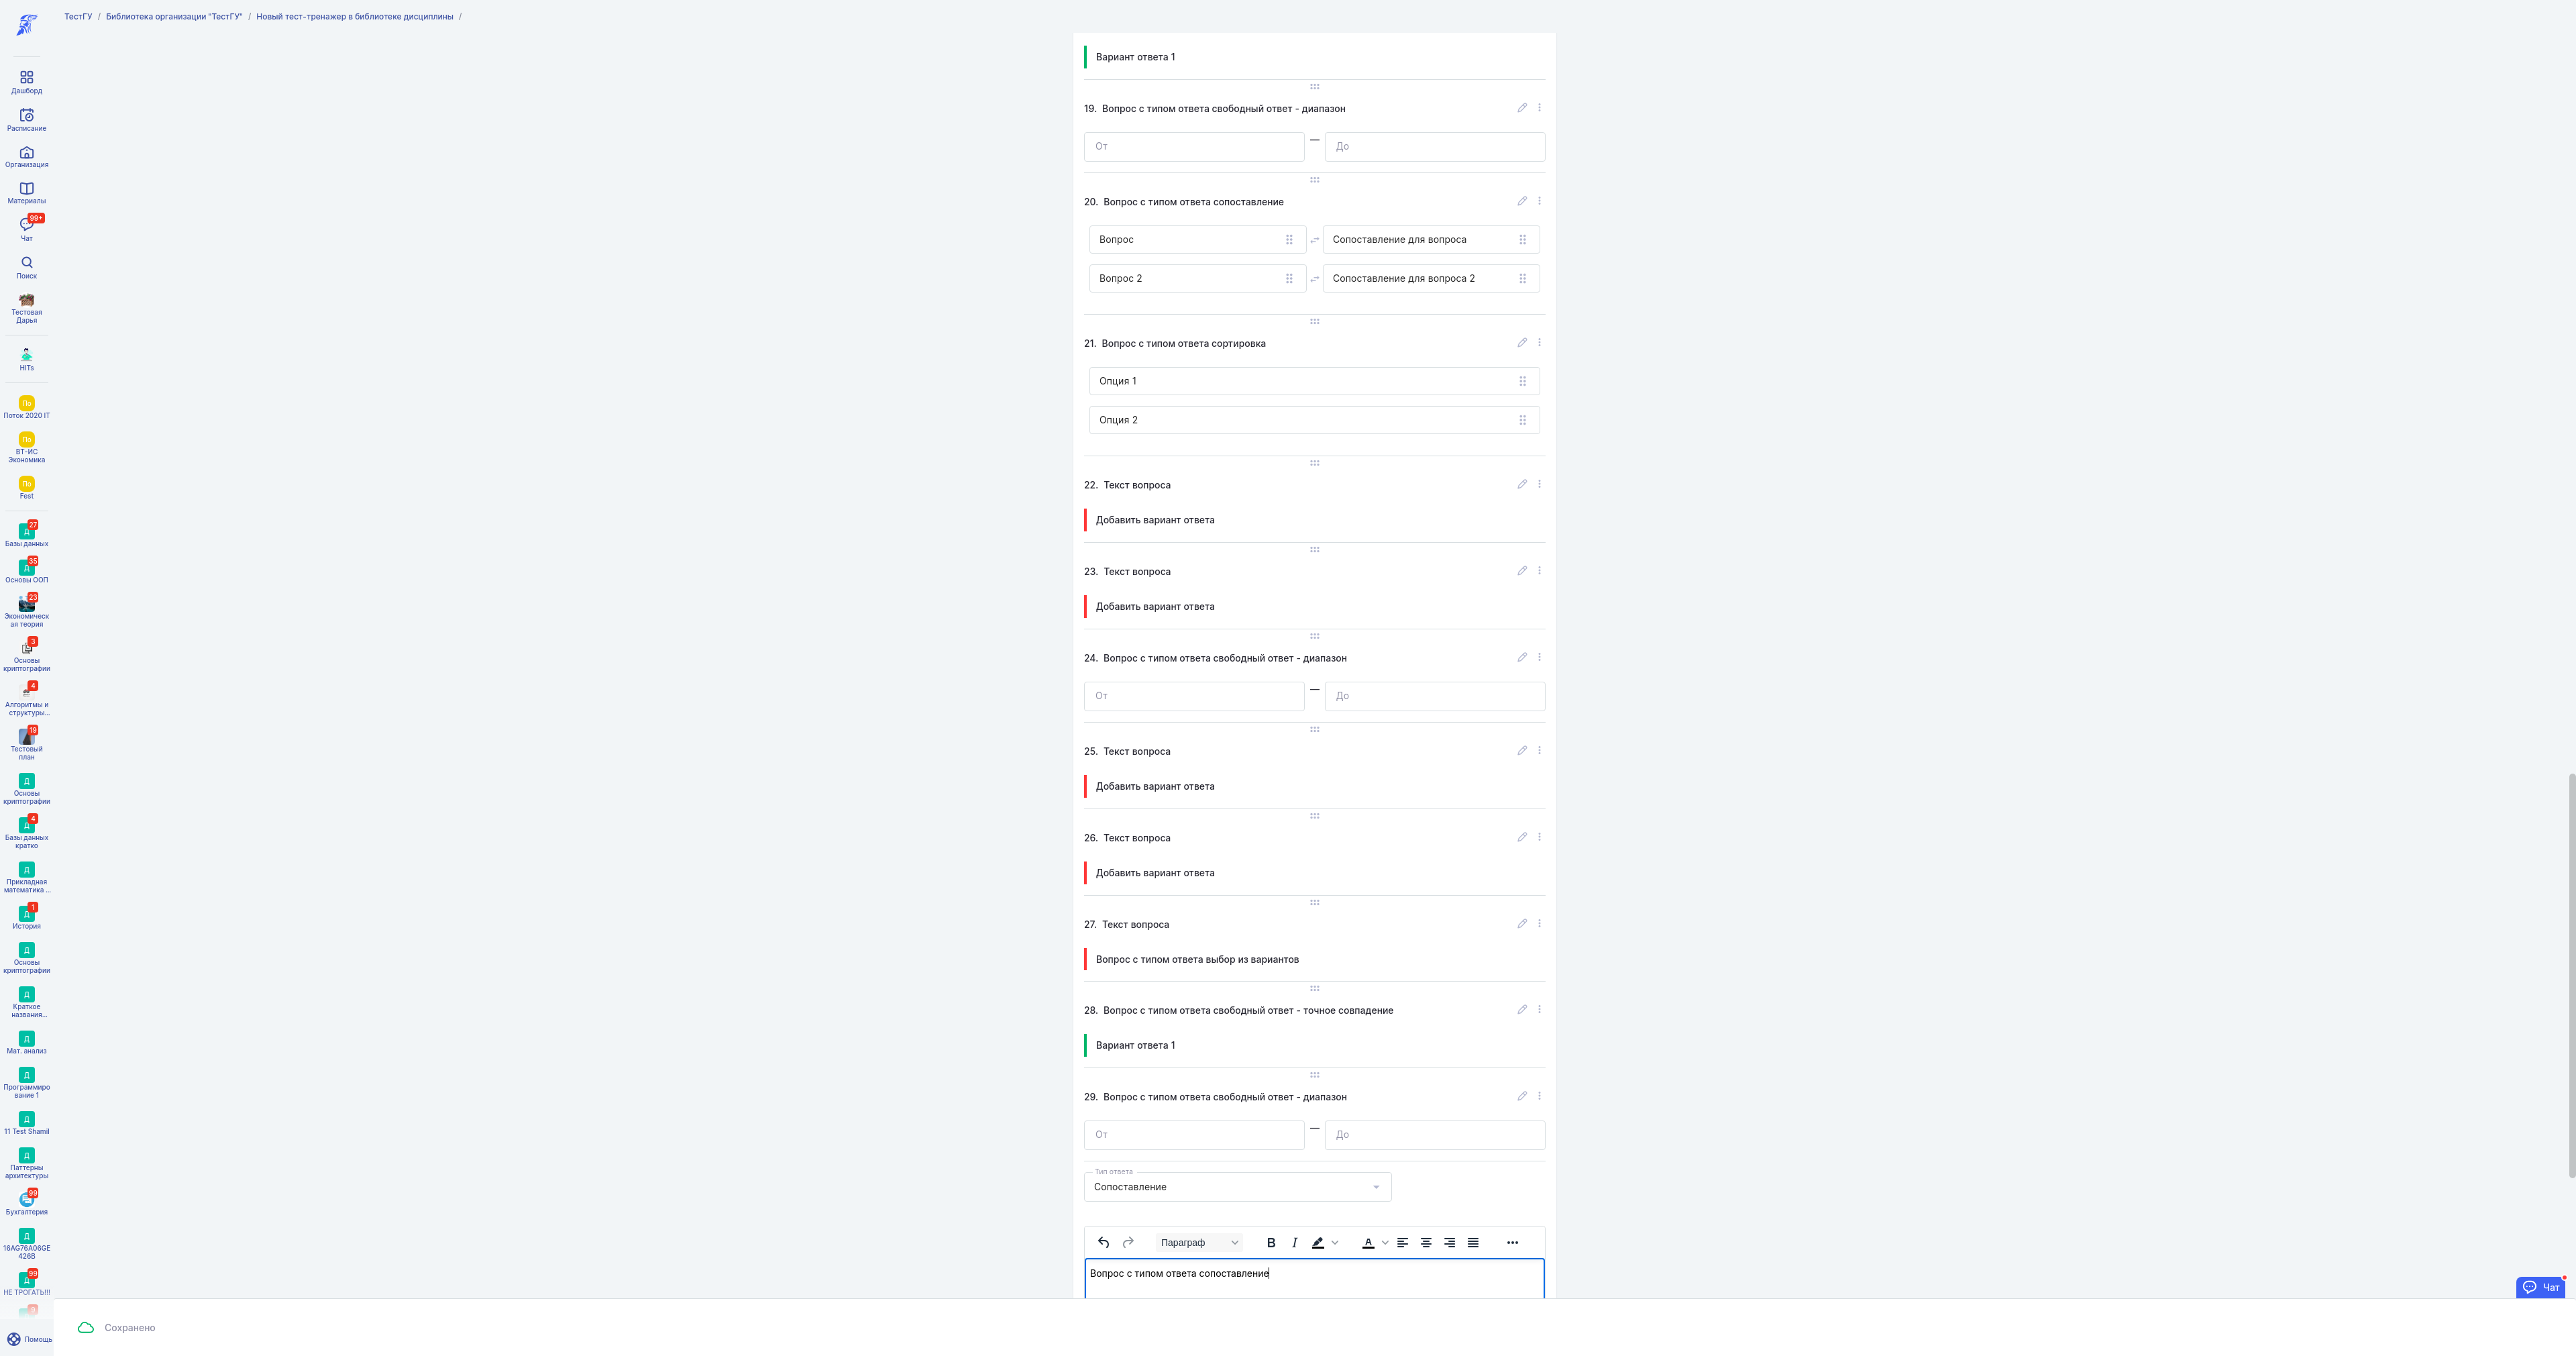 ТестГУ / Библиотека организации "ТестГУ" / Новый тест-тренажер в библиотеке дисциплины /
Дашборд
Расписание
Организация
Материалы
99+
Чат
Поиск
Тестовая
Дарья
HITs
По
Поток 2020 IT
По
ВТ-ИС
Экономика
По
Fest
27
Д
Базы данных
35
Д
Основы ООП
23
Экономическ
ая теория
3
Основы
криптографии
4
Алгоритмы и
структуры...
19
Тестовый
план
Д
Основы
криптографии
4
Д
Базы данных
кратко
Д
Прикладная
математика ...
1
Д
История
Д
Основы
криптографии
Д
Краткое
названия...
Д
Мат. анализ
Д
Программиро
вание 1
Д
11 Test Shamil
Д
Паттерны
архитектуры
99
Бухгалтерия
Д
16AG76A06GE
426B
99
Д
НЕ ТРОГАТЬ!!!
Помощь
Вариант ответа 1
19. Вопрос с типом ответа свободный ответ - диапазон
От — До
20. Вопрос с типом ответа сопоставление
Вопрос Сопоставление для вопроса
Вопрос 2 Сопоставление для вопроса 2
21. Вопрос с типом ответа сортировка
Опция 1
Опция 2
22. Текст вопроса
Добавить вариант ответа
23. Текст вопроса
Добавить вариант ответа
24. Вопрос с типом ответа свободный ответ - диапазон
От — До
25. Текст вопроса
Добавить вариант ответа
26. Текст вопроса
Добавить вариант ответа
27. Текст вопроса
Вопрос с типом ответа выбор из вариантов
28. Вопрос с типом ответа свободный ответ - точное совпадение
Вариант ответа 1
29. Вопрос с типом ответа свободный ответ - диапазон
От — До
Тип ответа
Сопоставление
Параграф B I A
Вопрос с типом ответа сопоставление
Чат
Сохранено